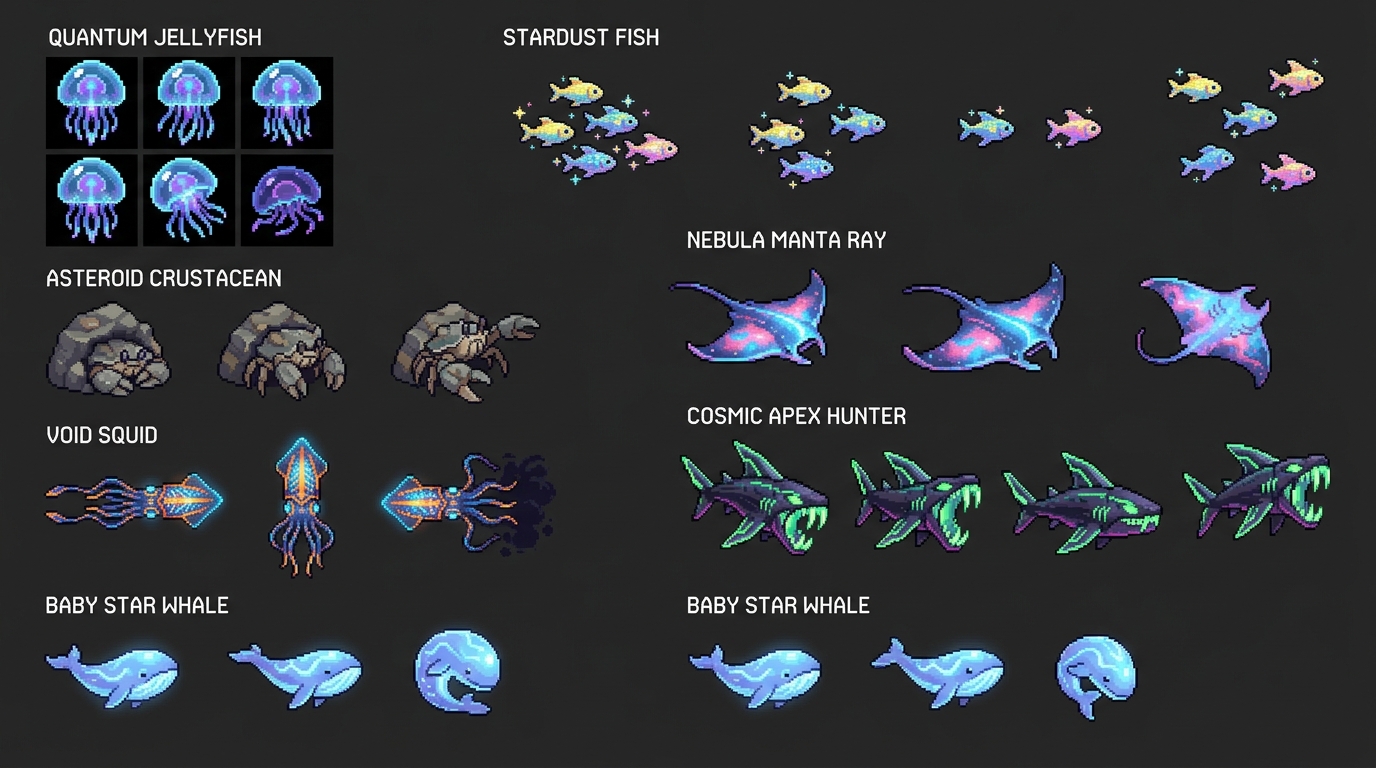 QUANTUM JELLYFISH
STARDUST FISH
NEBULA MANTA RAY
ASTEROID CRUSTACEAN
COSMIC APEX HUNTER
VOID SQUID
BABY STAR WHALE
BABY STAR WHALE